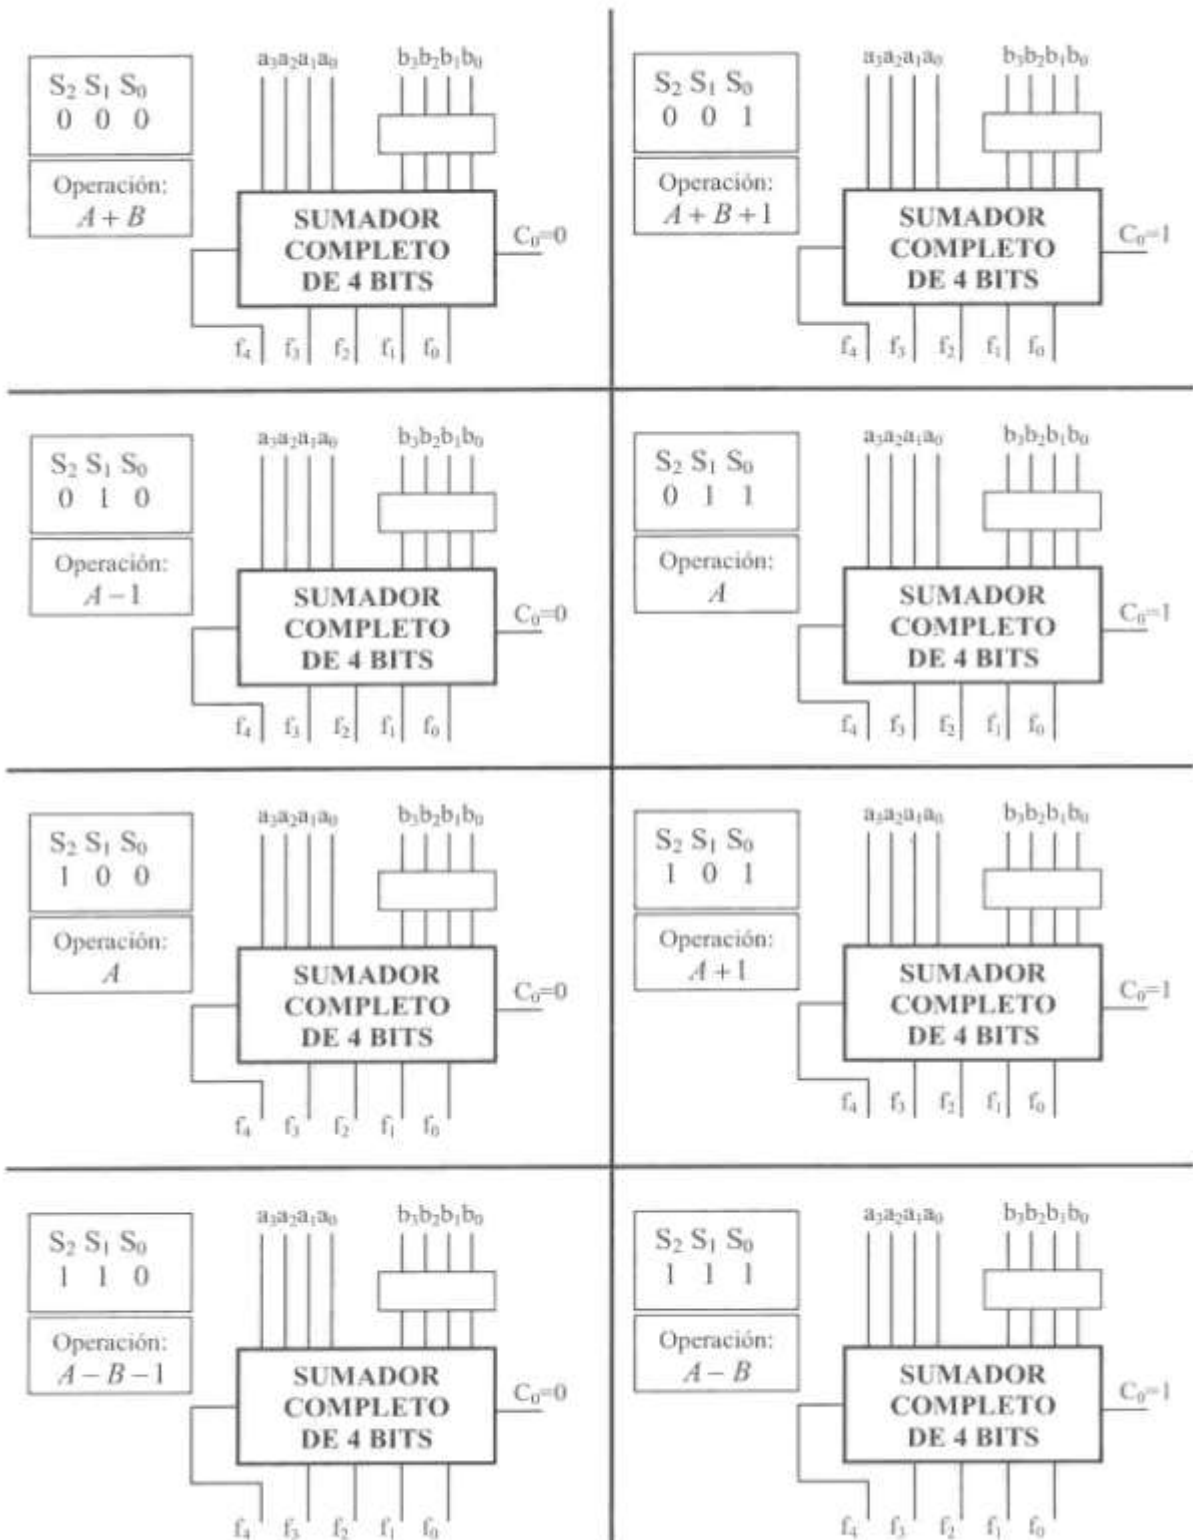 S₂ S₁ S₀
0 0 0
Operación:
A + B
a₃a₂a₁a₀
b₃b₂b₁b₀
SUMADOR
COMPLETO
DE 4 BITS
C₀=0
f₄ f₃ f₂ f₁ f₀
S₂ S₁ S₀
0 0 1
Operación:
A + B + 1
a₃a₂a₁a₀
b₃b₂b₁b₀
SUMADOR
COMPLETO
DE 4 BITS
C₀=1
f₄ f₃ f₂ f₁ f₀
S₂ S₁ S₀
0 1 0
Operación:
A − 1
a₃a₂a₁a₀
b₃b₂b₁b₀
SUMADOR
COMPLETO
DE 4 BITS
C₀=0
f₄ f₃ f₂ f₁ f₀
S₂ S₁ S₀
0 1 1
Operación:
A
a₃a₂a₁a₀
b₃b₂b₁b₀
SUMADOR
COMPLETO
DE 4 BITS
C₀=1
f₄ f₃ f₂ f₁ f₀
S₂ S₁ S₀
1 0 0
Operación:
A
a₃a₂a₁a₀
b₃b₂b₁b₀
SUMADOR
COMPLETO
DE 4 BITS
C₀=0
f₄ f₃ f₂ f₁ f₀
S₂ S₁ S₀
1 0 1
Operación:
A + 1
a₃a₂a₁a₀
b₃b₂b₁b₀
SUMADOR
COMPLETO
DE 4 BITS
C₀=1
f₄ f₃ f₂ f₁ f₀
S₂ S₁ S₀
1 1 0
Operación:
A − B − 1
a₃a₂a₁a₀
b₃b₂b₁b₀
SUMADOR
COMPLETO
DE 4 BITS
C₀=0
f₄ f₃ f₂ f₁ f₀
S₂ S₁ S₀
1 1 1
Operación:
A − B
a₃a₂a₁a₀
b₃b₂b₁b₀
SUMADOR
COMPLETO
DE 4 BITS
C₀=1
f₄ f₃ f₂ f₁ f₀